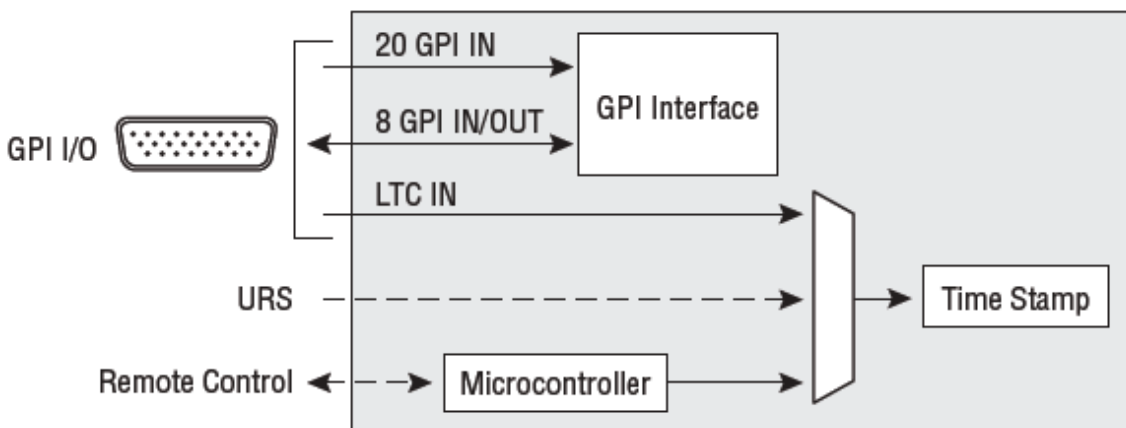 20 GPI IN
GPI Interface
8 GPI IN/OUT
GPI I/O
LTC IN
URS
Time Stamp
Remote Control
Microcontroller